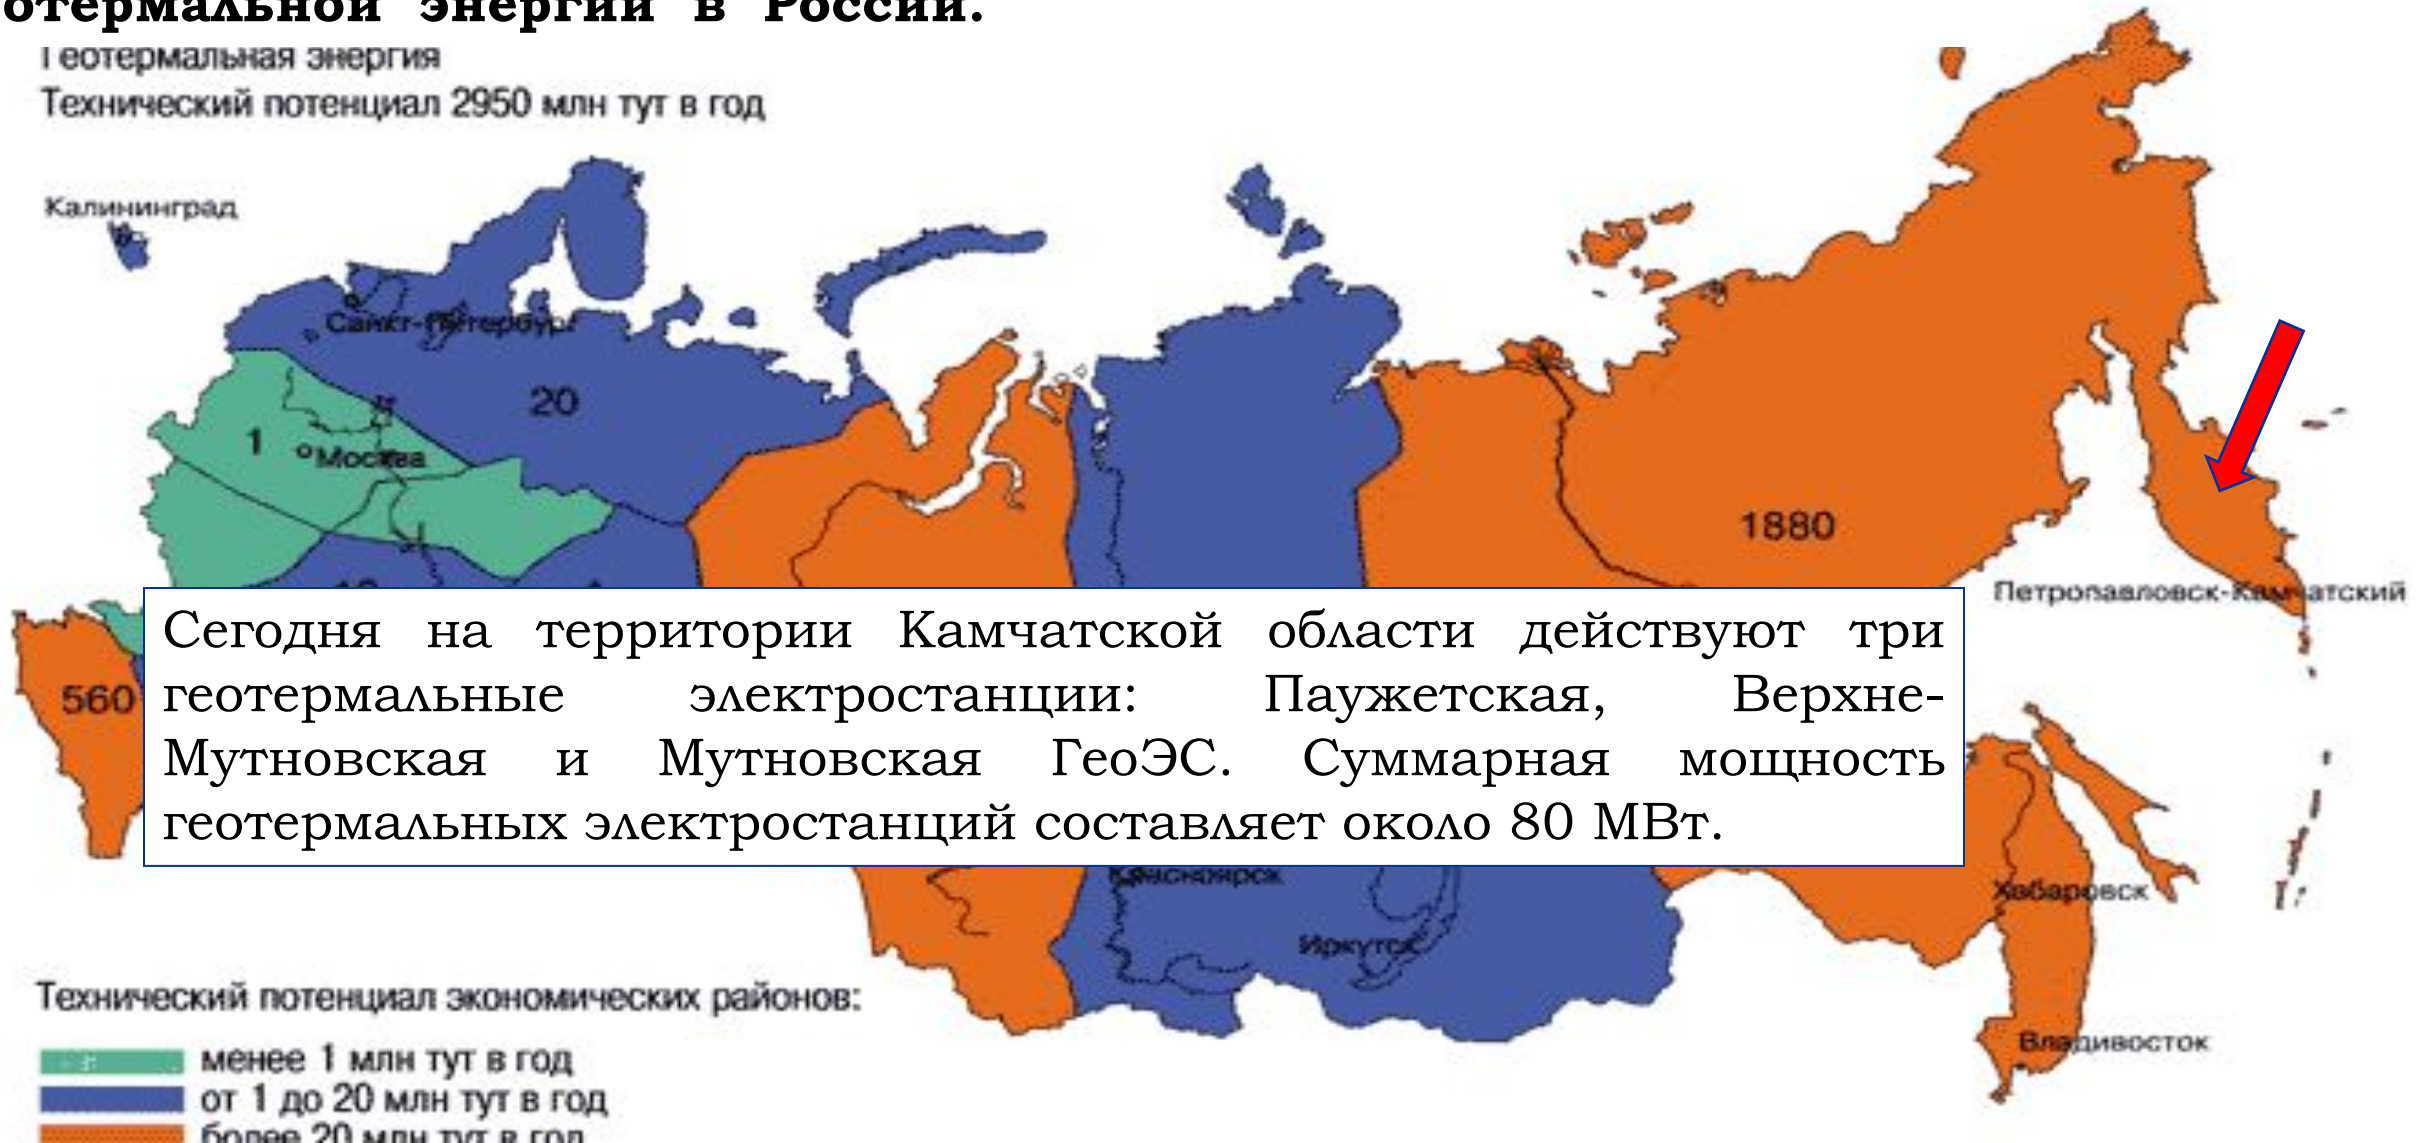 отермальной энергии в России.
Геотермальная энергия
Технический потенциал 2950 млн тут в год
Калининград
Санкт-Петербург
20
1
Москва
1880
Петропавловск-Камчатский
560
Сегодня на территории Камчатской области действуют три
геотермальные электростанции: Паужетская, Верхне-
Мутновская и Мутновская ГеоЭС. Суммарная мощность
геотермальных электростанций составляет около 80 МВт.
Красноярск
Хабаровск
Иркутск
Технический потенциал экономических районов:
Владивосток
менее 1 млн тут в год
от 1 до 20 млн тут в год
более 20 млн тут в год